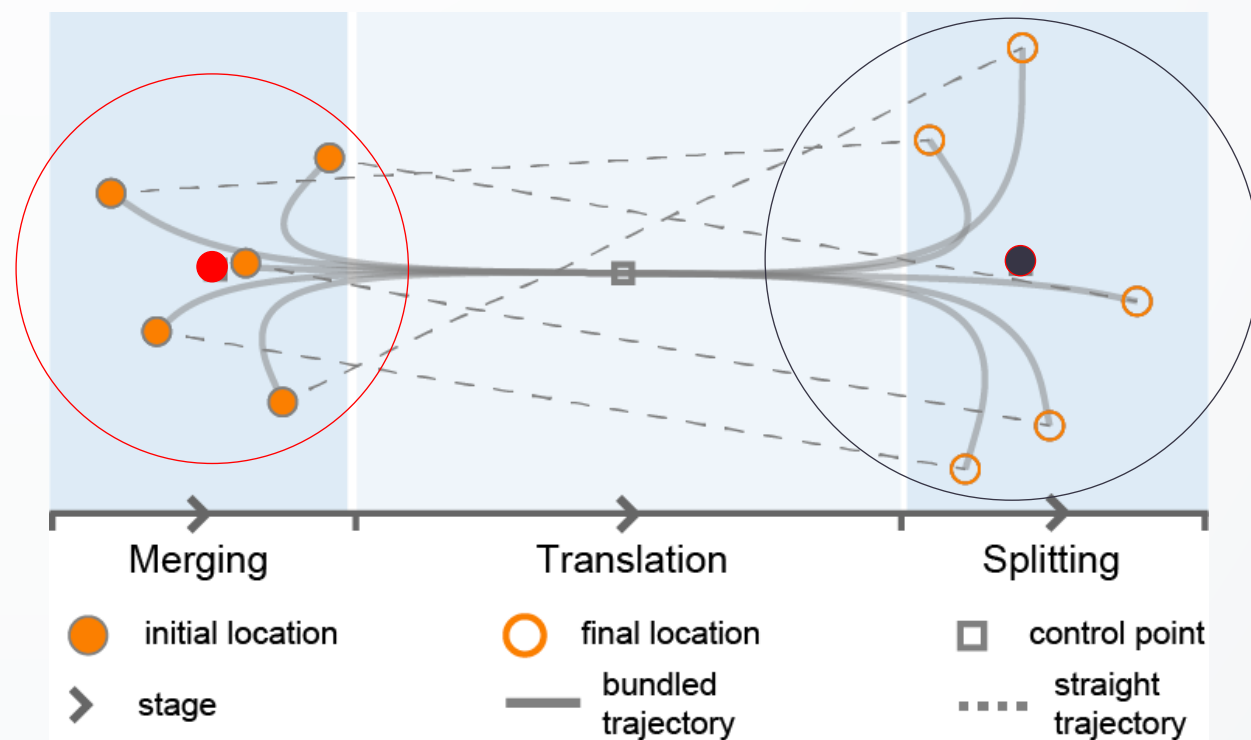 Merging
Translation
Splitting
initial location
final location
control point
stage
bundled
trajectory
straight
trajectory